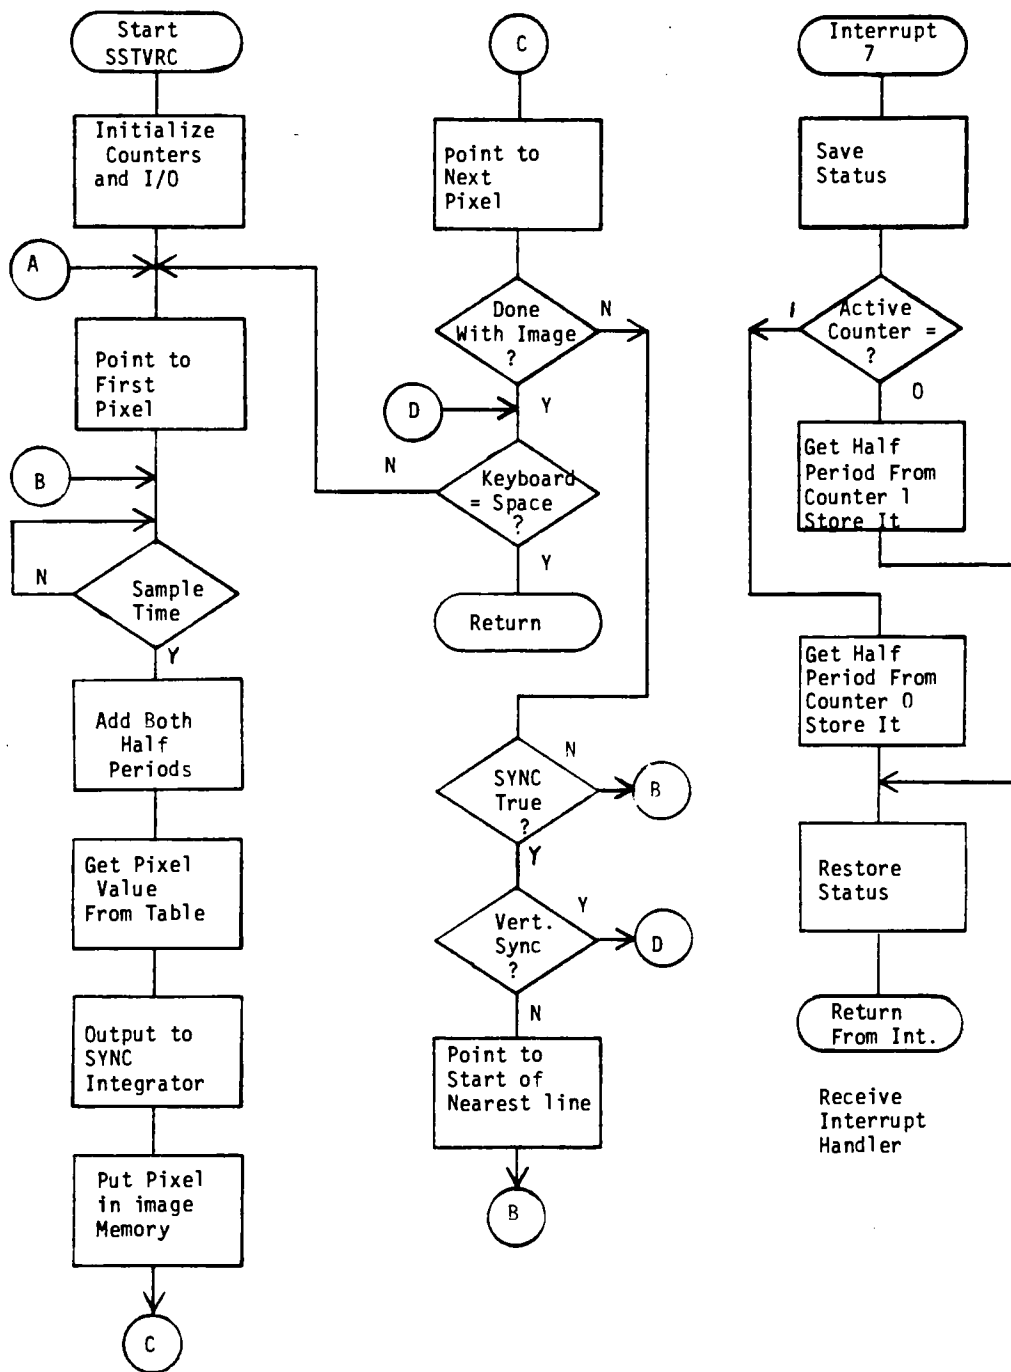 Start
SSTVRC
Initialize
Counters
and I/O
A
Point to
First
Pixel
B
N
Sample
Time
Y
Add Both
Half
Periods
Get Pixel
Value
From Table
Output to
SYNC
Integrator
Put Pixel
in image
Memory
C
C
Point to
Next
Pixel
Done
With Image
?
N
Y
D
N
Keyboard
= Space
?
Y
Return
SYNC
True
?
N
B
Y
Vert.
Sync
?
Y
D
N
Point to
Start of
Nearest line
B
Interrupt
7
Save
Status
1
Active
Counter =
?
0
Get Half
Period From
Counter 1
Store It
Get Half
Period From
Counter 0
Store It
Restore
Status
Return
From Int.
Receive
Interrupt
Handler